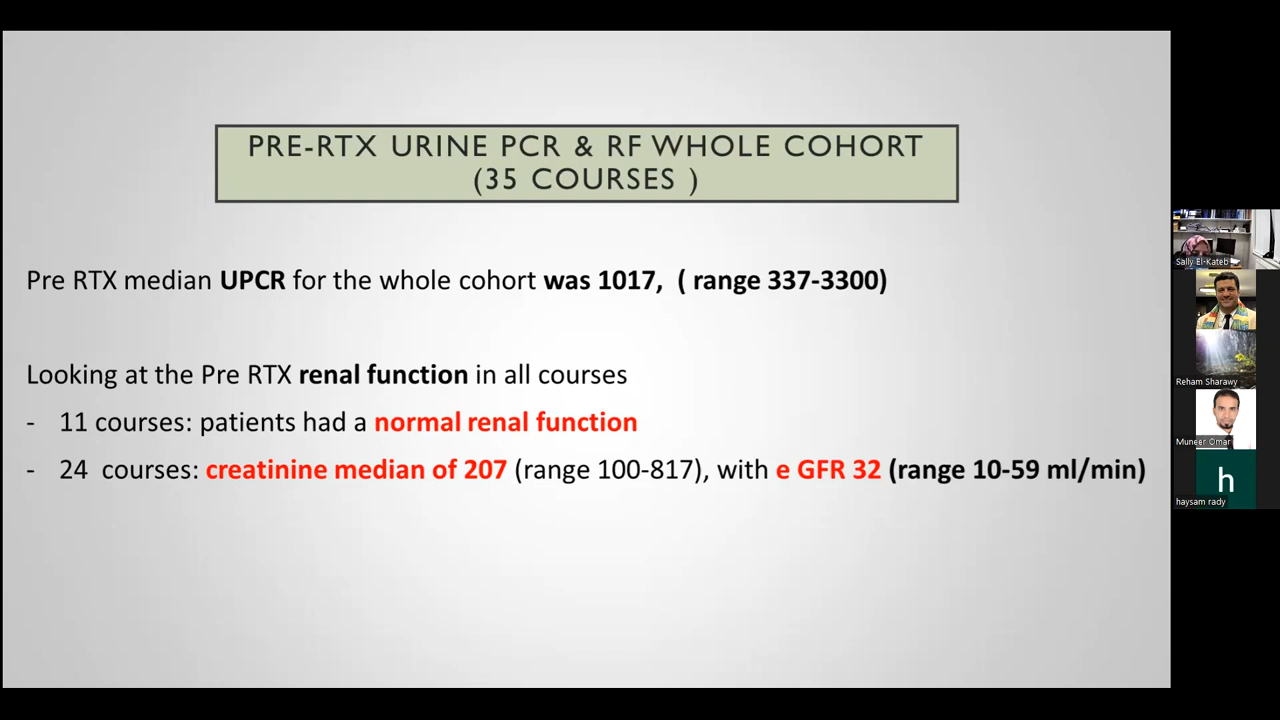 PRE-RTX URINE PCR & RF WHOLE COHORT
(35 COURSES )
Pre RTX median UPCR for the whole cohort was 1017, ( range 337-3300)
Looking at the Pre RTX renal function in all courses
- 11 courses: patients had a normal renal function
- 24 courses: creatinine median of 207 (range 100-817), with e GFR 32 (range 10-59 ml/min)
Sally El-Kateb
Reham Sharawy
Muneer Omar
h
haysam rady